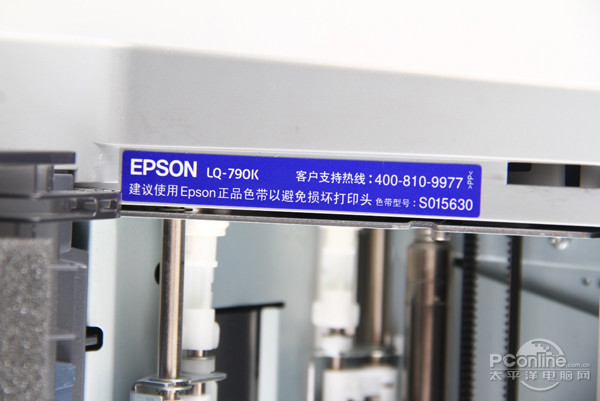 EPSON LQ-790K 客户支持热线：400-810-9977
建议使用Epson正品色带以避免损坏打印头 色带型号：S015630
PConline.com.cn
太平洋电脑网